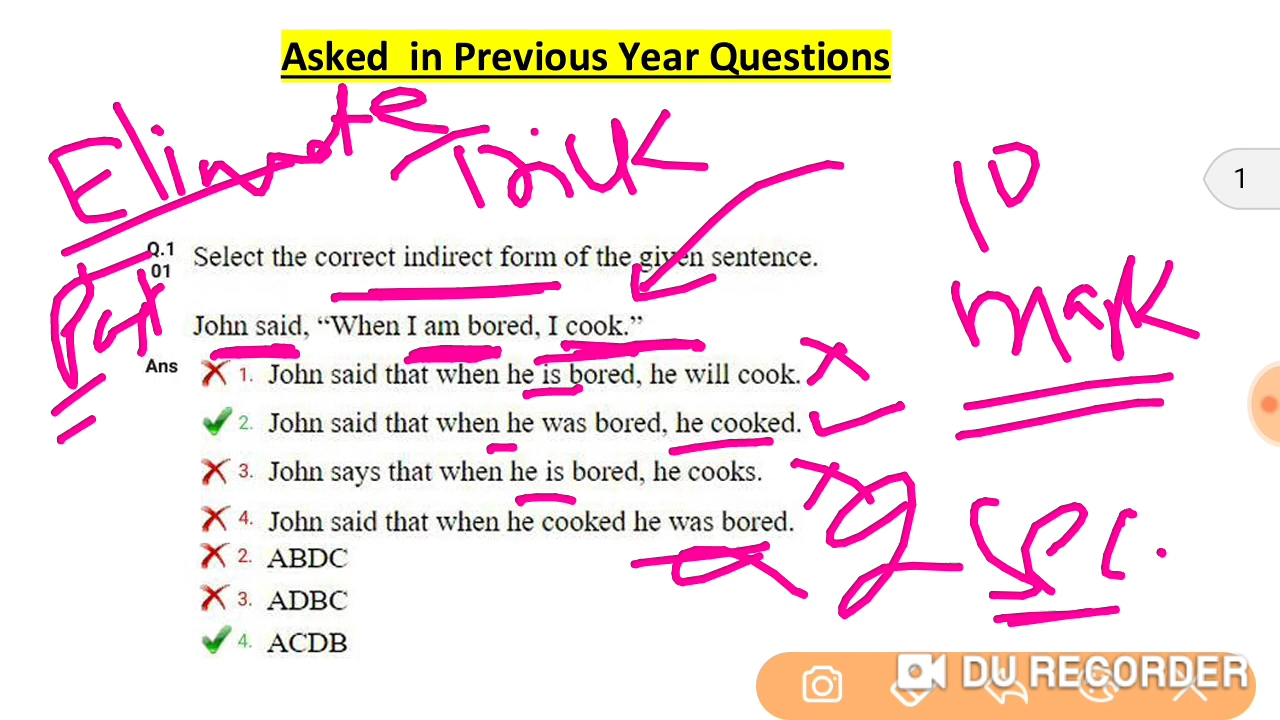 Asked in Previous Year Questions
Eliminate Trick
10
mark
Q.1
01
Select the correct indirect form of the given sentence.
John said, “When I am bored, I cook.”
Ans
1. John said that when he is bored, he will cook.
2. John said that when he was bored, he cooked.
3. John says that when he is bored, he cooks.
4. John said that when he cooked he was bored.
2. ABDC
3. ADBC
4. ACDB
Sec.
1
DU RECORDER